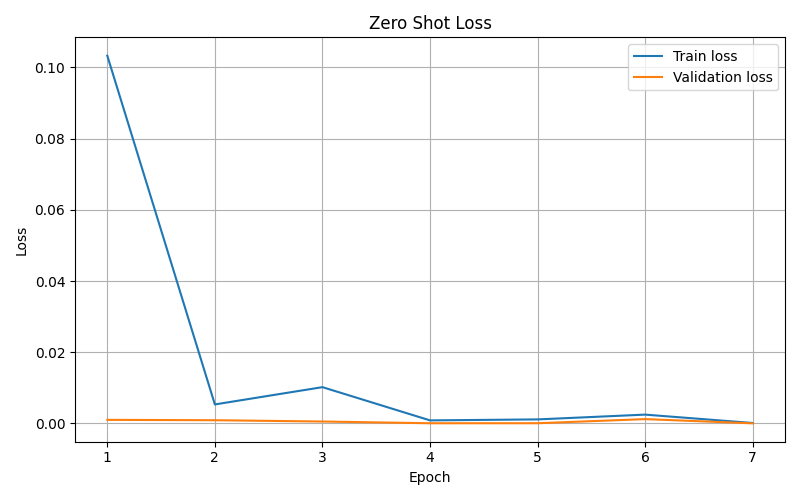 Zero Shot Loss
Train loss
Validation loss
Loss
0.10
0.08
0.06
0.04
0.02
0.00
1 2 3 4 5 6 7
Epoch